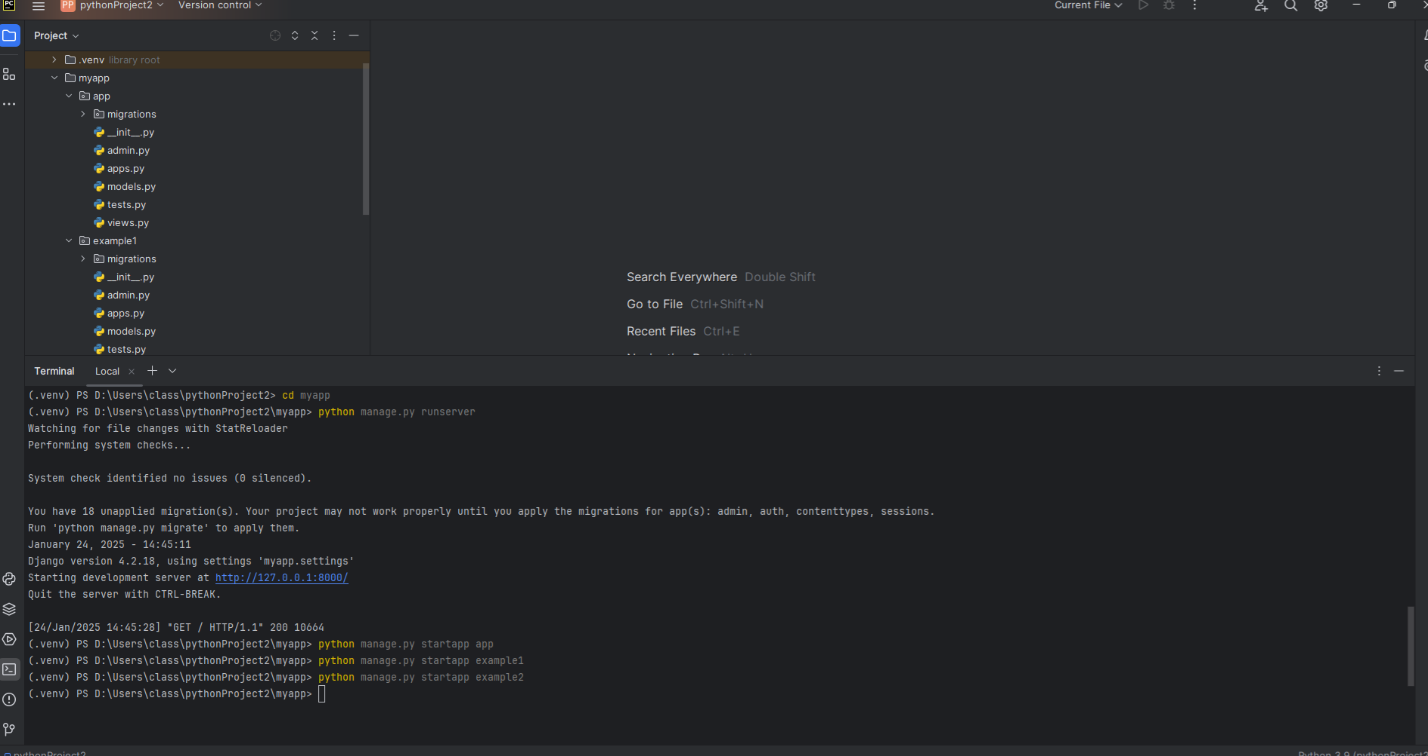 PC
PP pythonProject2 Version control Current File
Project
.venv library root
myapp
app
migrations
__init__.py
admin.py
apps.py
models.py
tests.py
views.py
example1
migrations
__init__.py
admin.py
apps.py
models.py
tests.py
Search Everywhere Double Shift
Go to File Ctrl+Shift+N
Recent Files Ctrl+E
Terminal Local
(.venv) PS D:\Users\class\pythonProject2> cd myapp
(.venv) PS D:\Users\class\pythonProject2\myapp> python manage.py runserver
Watching for file changes with StatReloader
Performing system checks...
System check identified no issues (0 silenced).
You have 18 unapplied migration(s). Your project may not work properly until you apply the migrations for app(s): admin, auth, contenttypes, sessions.
Run 'python manage.py migrate' to apply them.
January 24, 2025 - 14:45:11
Django version 4.2.18, using settings 'myapp.settings'
Starting development server at http://127.0.0.1:8000/
Quit the server with CTRL-BREAK.
[24/Jan/2025 14:45:28] "GET / HTTP/1.1" 200 10664
(.venv) PS D:\Users\class\pythonProject2\myapp> python manage.py startapp app
(.venv) PS D:\Users\class\pythonProject2\myapp> python manage.py startapp example1
(.venv) PS D:\Users\class\pythonProject2\myapp> python manage.py startapp example2
(.venv) PS D:\Users\class\pythonProject2\myapp>
pythonProject2 Python 3.9 (pythonProject2